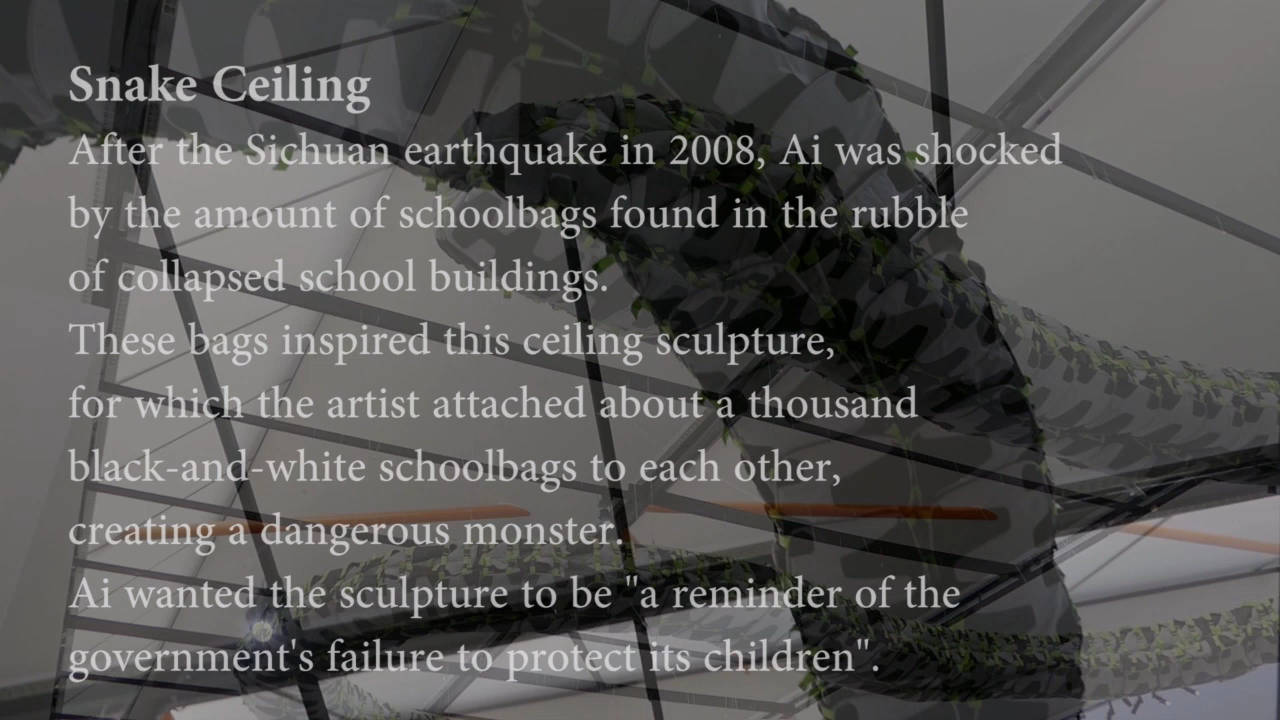 Snake Ceiling
After the Sichuan earthquake in 2008, Ai was shocked
by the amount of schoolbags found in the rubble
of collapsed school buildings.
These bags inspired this ceiling sculpture,
for which the artist attached about a thousand
black-and-white schoolbags to each other,
creating a dangerous monster.
Ai wanted the sculpture to be "a reminder of the
government's failure to protect its children".